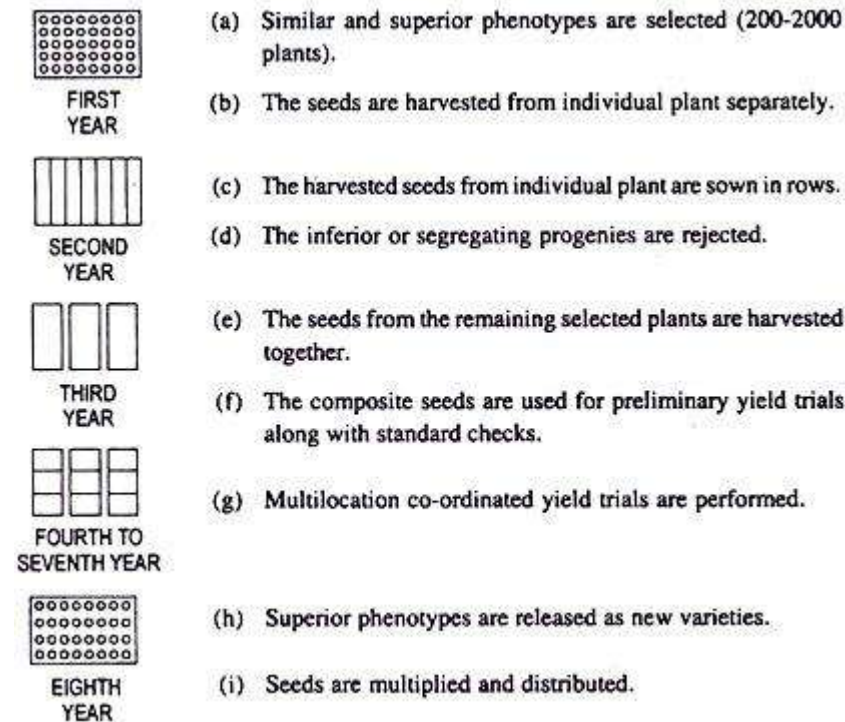 (a) Similar and superior phenotypes are selected (200-2000
plants).
FIRST
YEAR
(b) The seeds are harvested from individual plant separately.
(c) The harvested seeds from individual plant are sown in rows.
SECOND
YEAR
(d) The inferior or segregating progenies are rejected.
(e) The seeds from the remaining selected plants are harvested
together.
THIRD
YEAR
(f) The composite seeds are used for preliminary yield trials
along with standard checks.
(g) Multilocation co-ordinated yield trials are performed.
FOURTH TO
SEVENTH YEAR
(h) Superior phenotypes are released as new varieties.
EIGHTH
YEAR
(i) Seeds are multiplied and distributed.